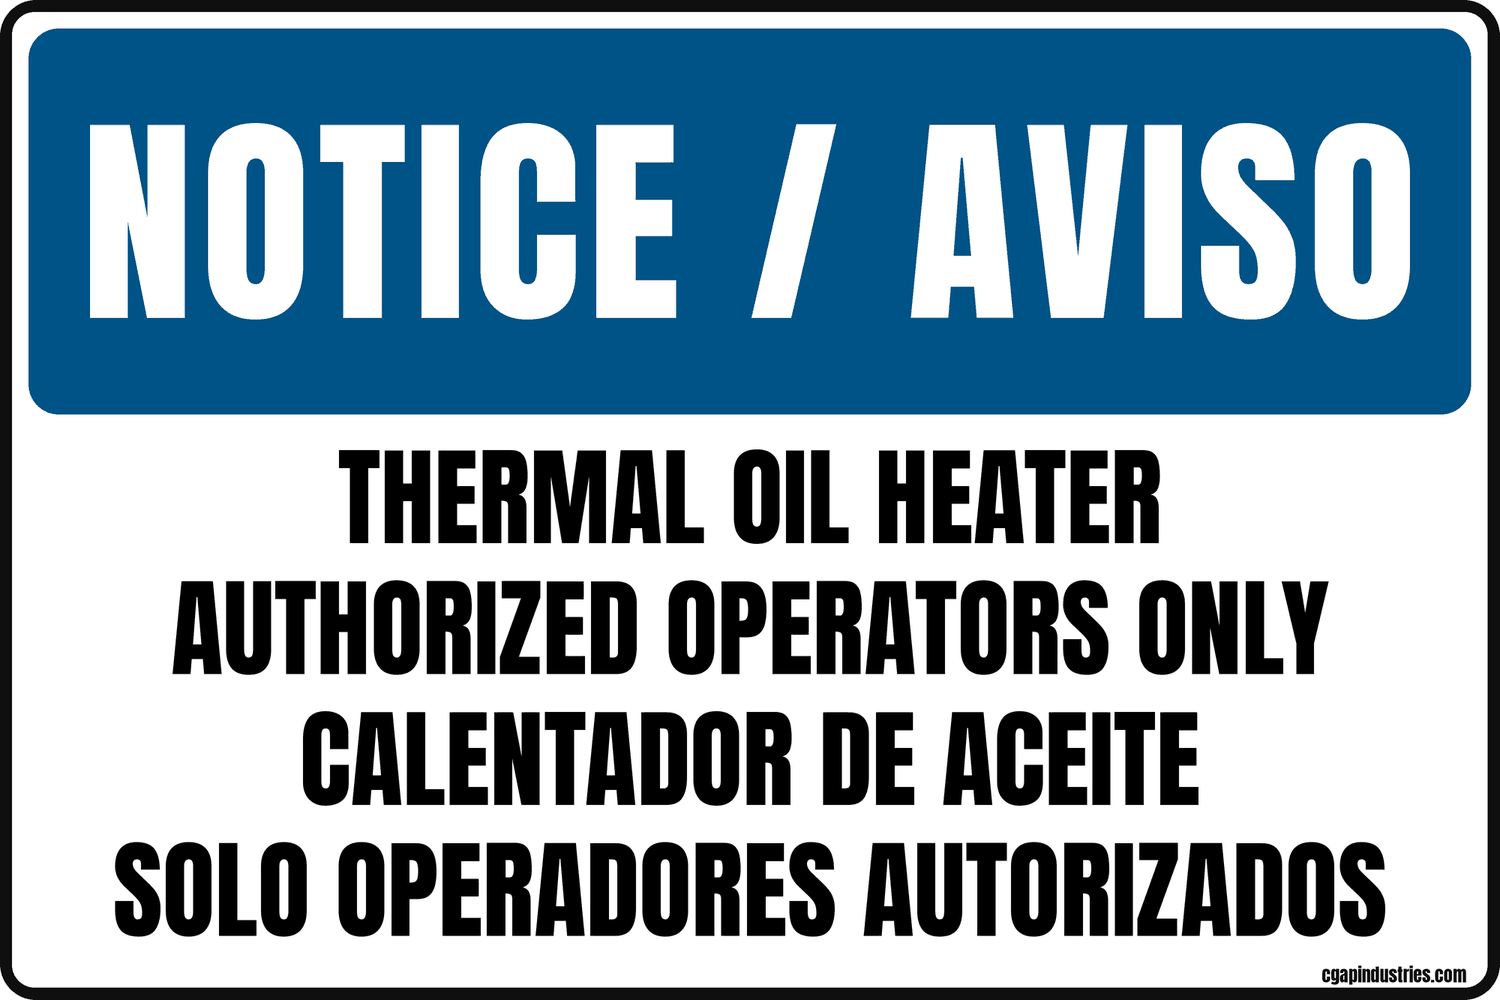 NOTICE / AVISO
THERMAL OIL HEATER
AUTHORIZED OPERATORS ONLY
CALENTADOR DE ACEITE
SOLO OPERADORES AUTORIZADOS
cgapindustries.com